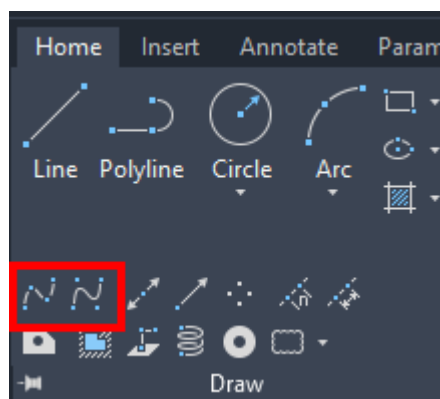 Home Insert Annotate Param
Line Polyline Circle Arc
Draw